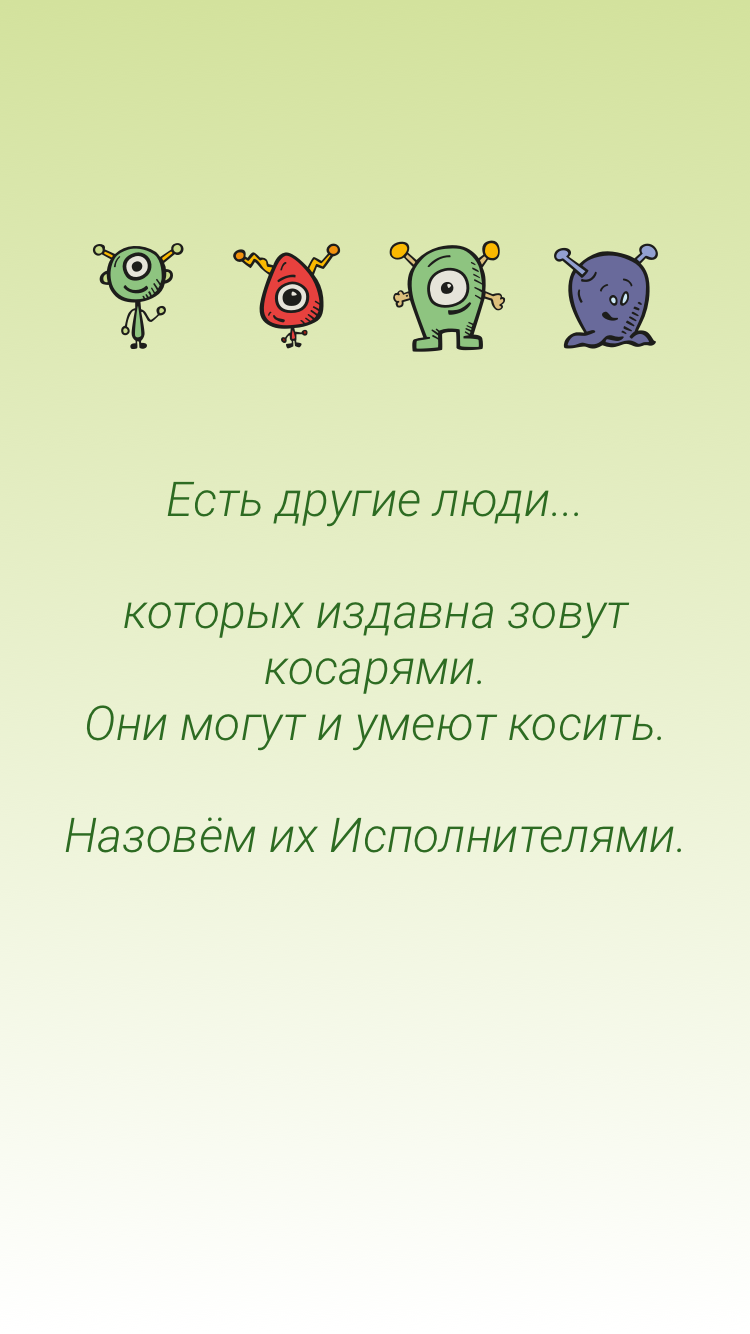 Есть другие люди...
которых издавна зовут
косарями.
Они могут и умеют косить.
Назовём их Исполнителями.